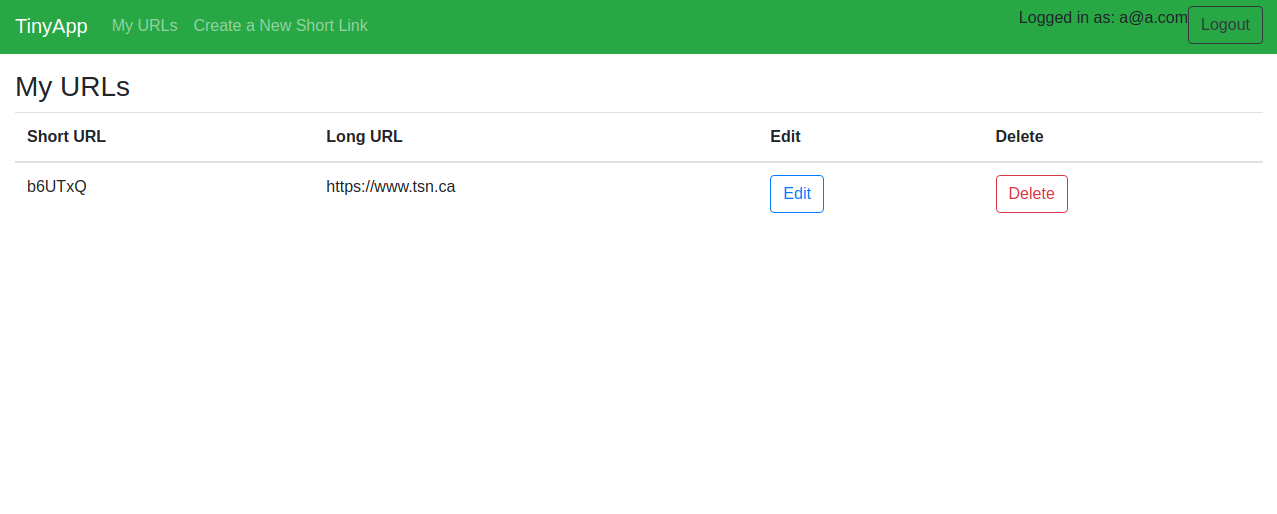 TinyApp My URLs Create a New Short Link Logged in as: a@a.com Logout
My URLs
Short URL Long URL Edit Delete
b6UTxQ https://www.tsn.ca Edit Delete